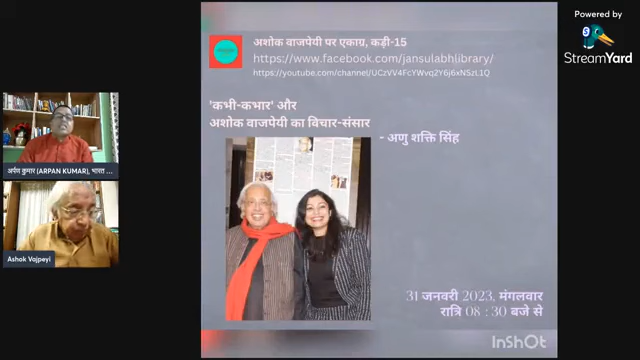 Powered by
StreamYard
अशोक वाजपेयी पर एकाग्र, कड़ी-15
https://www.facebook.com/jansulabhlibrary/
https://youtube.com/channel/UCzVV4FcYWvq2Y6j6xNSzL1Q
'कभी-कभार' और
अशोक वाजपेयी का विचार-संसार
- अणु शक्ति सिंह
अर्पण कुमार (ARPAN KUMAR), भारत ...
Ashok Vajpeyi
31 जनवरी 2023, मंगलवार
रात्रि 08 : 30 बजे से
InShOt